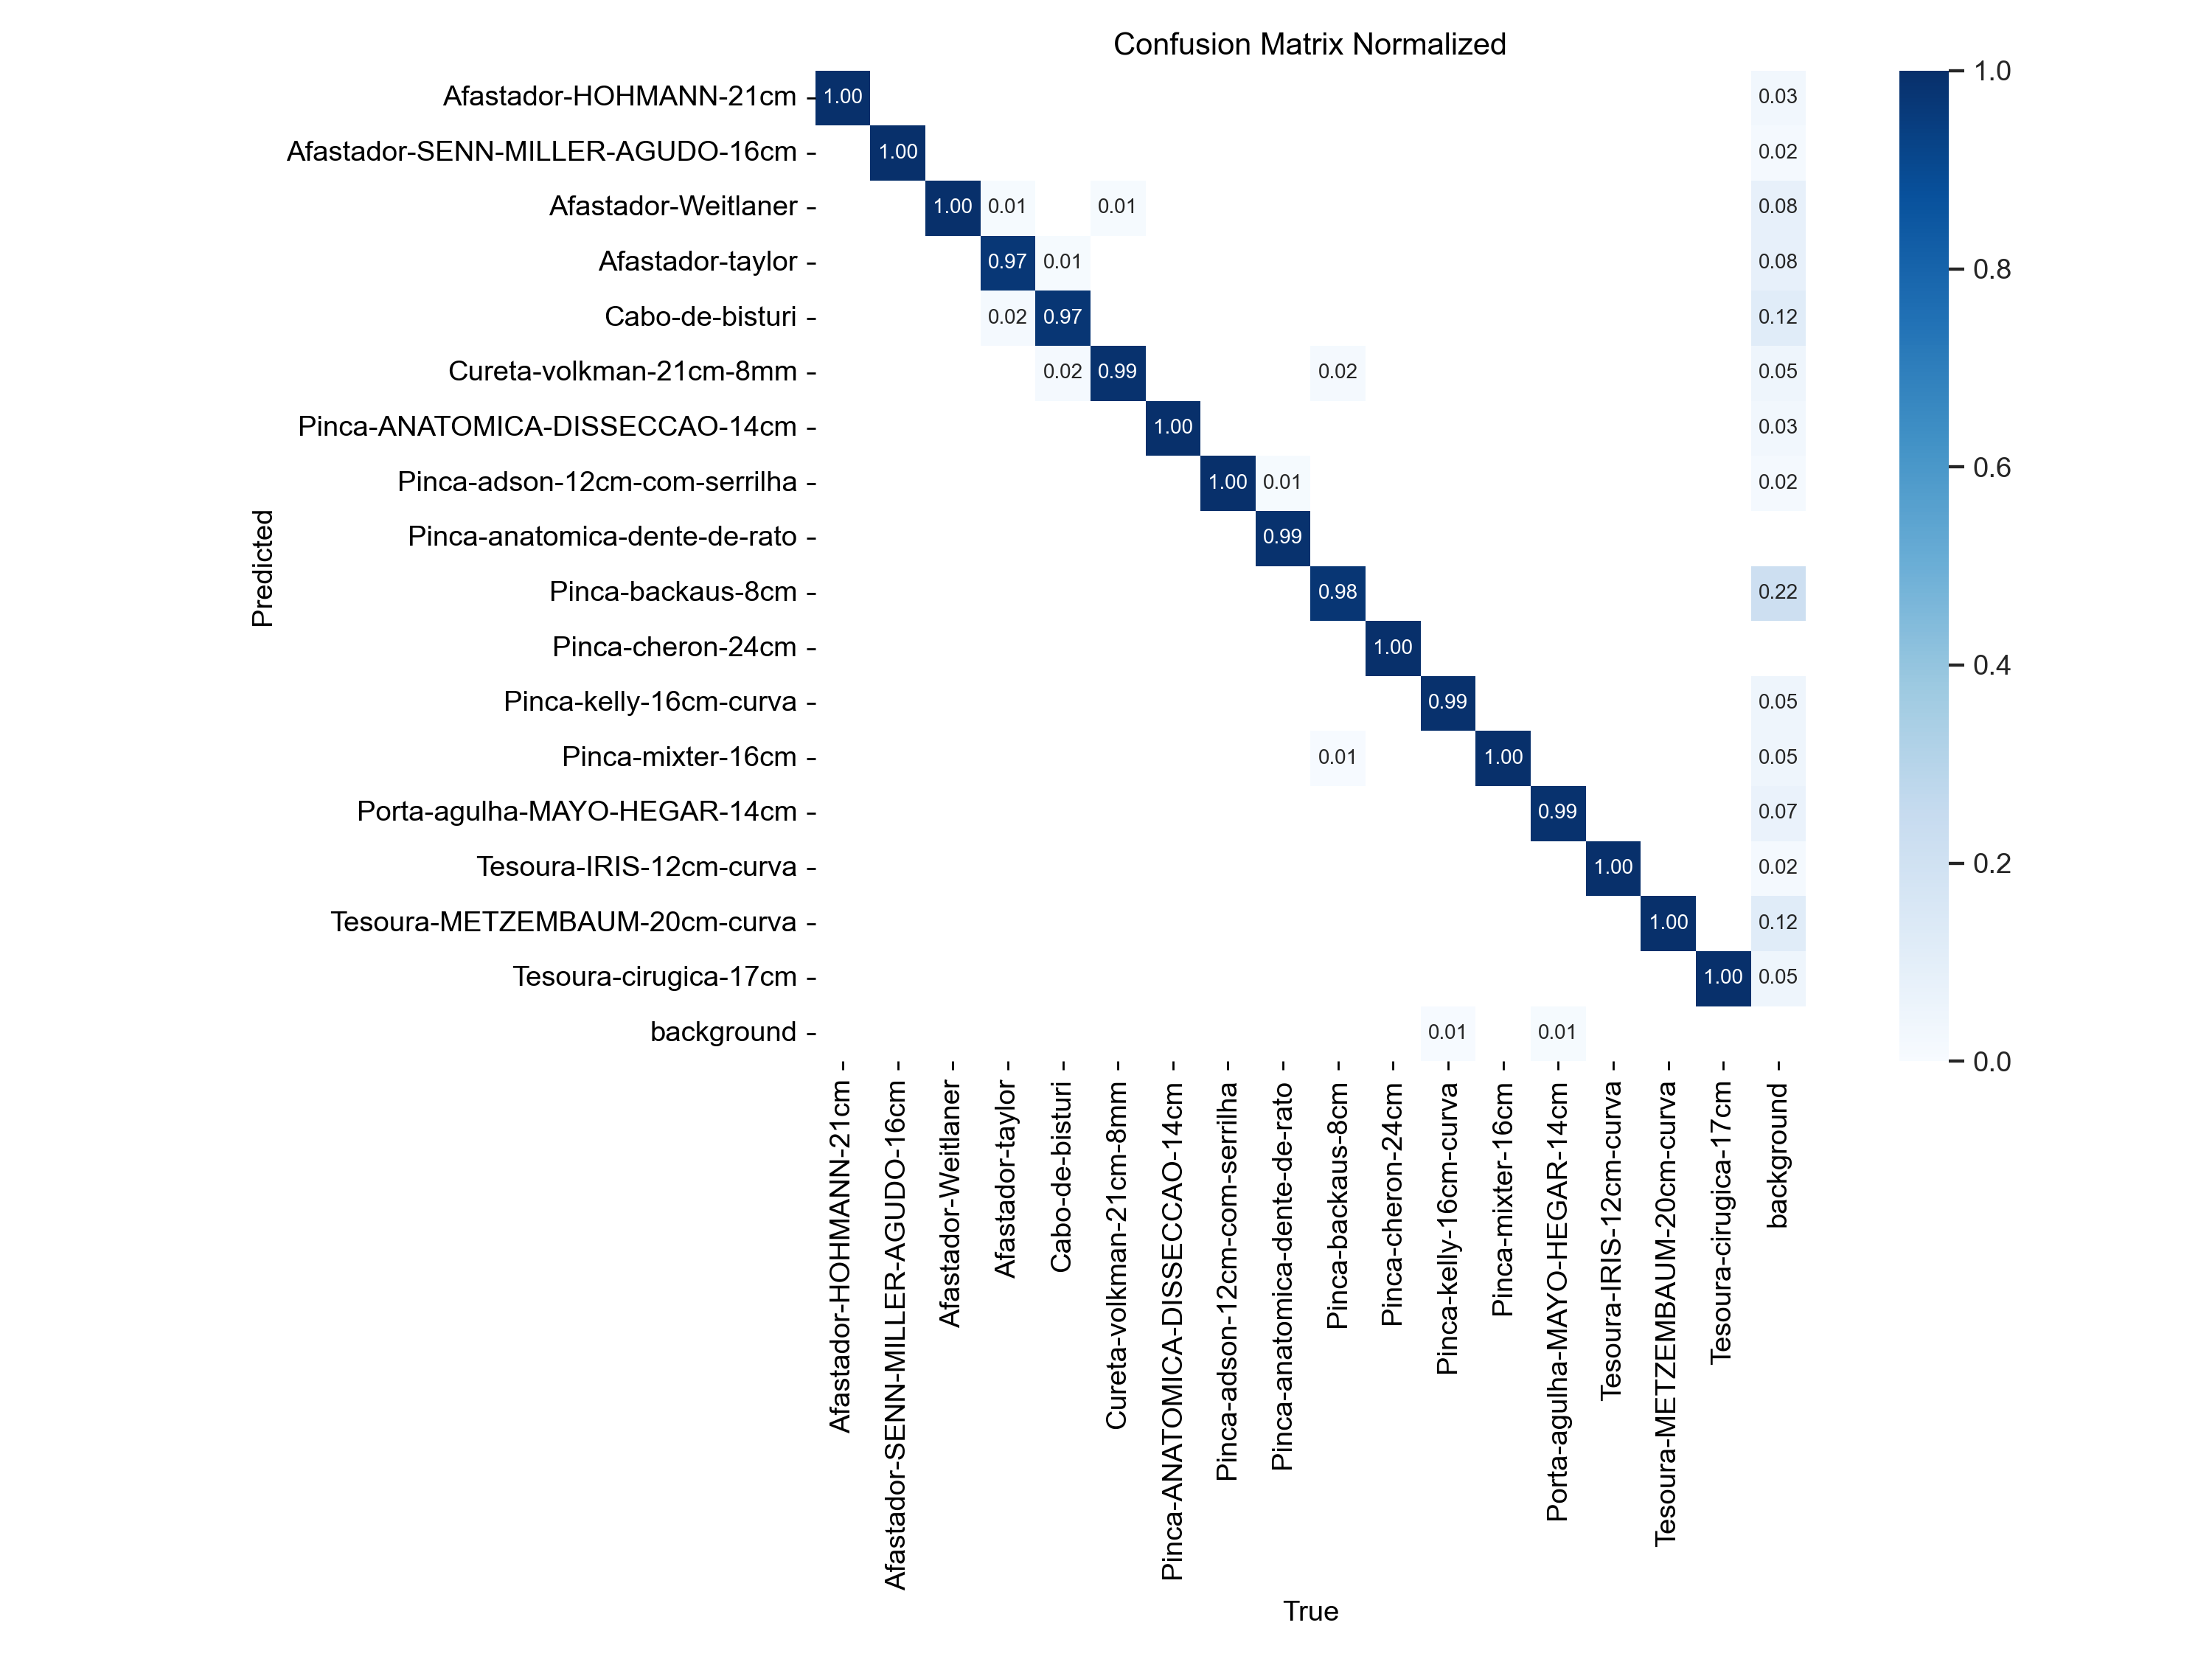 Confusion Matrix Normalized
Afastador-HOHMANN-21cm 1.00 0.03
Afastador-SENN-MILLER-AGUDO-16cm 1.00 0.02
Afastador-Weitlaner 1.00 0.01 0.01 0.08
Afastador-taylor 0.97 0.01 0.08
Cabo-de-bisturi 0.02 0.97 0.12
Cureta-volkman-21cm-8mm 0.02 0.99 0.02 0.05
Pinca-ANATOMICA-DISSECCAO-14cm 1.00 0.03
Pinca-adson-12cm-com-serrilha 1.00 0.01 0.02
Pinca-anatomica-dente-de-rato 0.99
Pinca-backaus-8cm 0.98 0.22
Pinca-cheron-24cm 1.00
Pinca-kelly-16cm-curva 0.99 0.05
Pinca-mixter-16cm 0.01 1.00 0.05
Porta-agulha-MAYO-HEGAR-14cm 0.99 0.07
Tesoura-IRIS-12cm-curva 1.00 0.02
Tesoura-METZEMBAUM-20cm-curva 1.00 0.12
Tesoura-cirugica-17cm 1.00 0.05
background 0.01 0.01
Predicted
Afastador-HOHMANN-21cm
Afastador-SENN-MILLER-AGUDO-16cm
Afastador-Weitlaner
Afastador-taylor
Cabo-de-bisturi
Cureta-volkman-21cm-8mm
Pinca-ANATOMICA-DISSECCAO-14cm
Pinca-adson-12cm-com-serrilha
Pinca-anatomica-dente-de-rato
Pinca-backaus-8cm
Pinca-cheron-24cm
Pinca-kelly-16cm-curva
Pinca-mixter-16cm
Porta-agulha-MAYO-HEGAR-14cm
Tesoura-IRIS-12cm-curva
Tesoura-METZEMBAUM-20cm-curva
Tesoura-cirugica-17cm
background
True
1.0
0.8
0.6
0.4
0.2
0.0